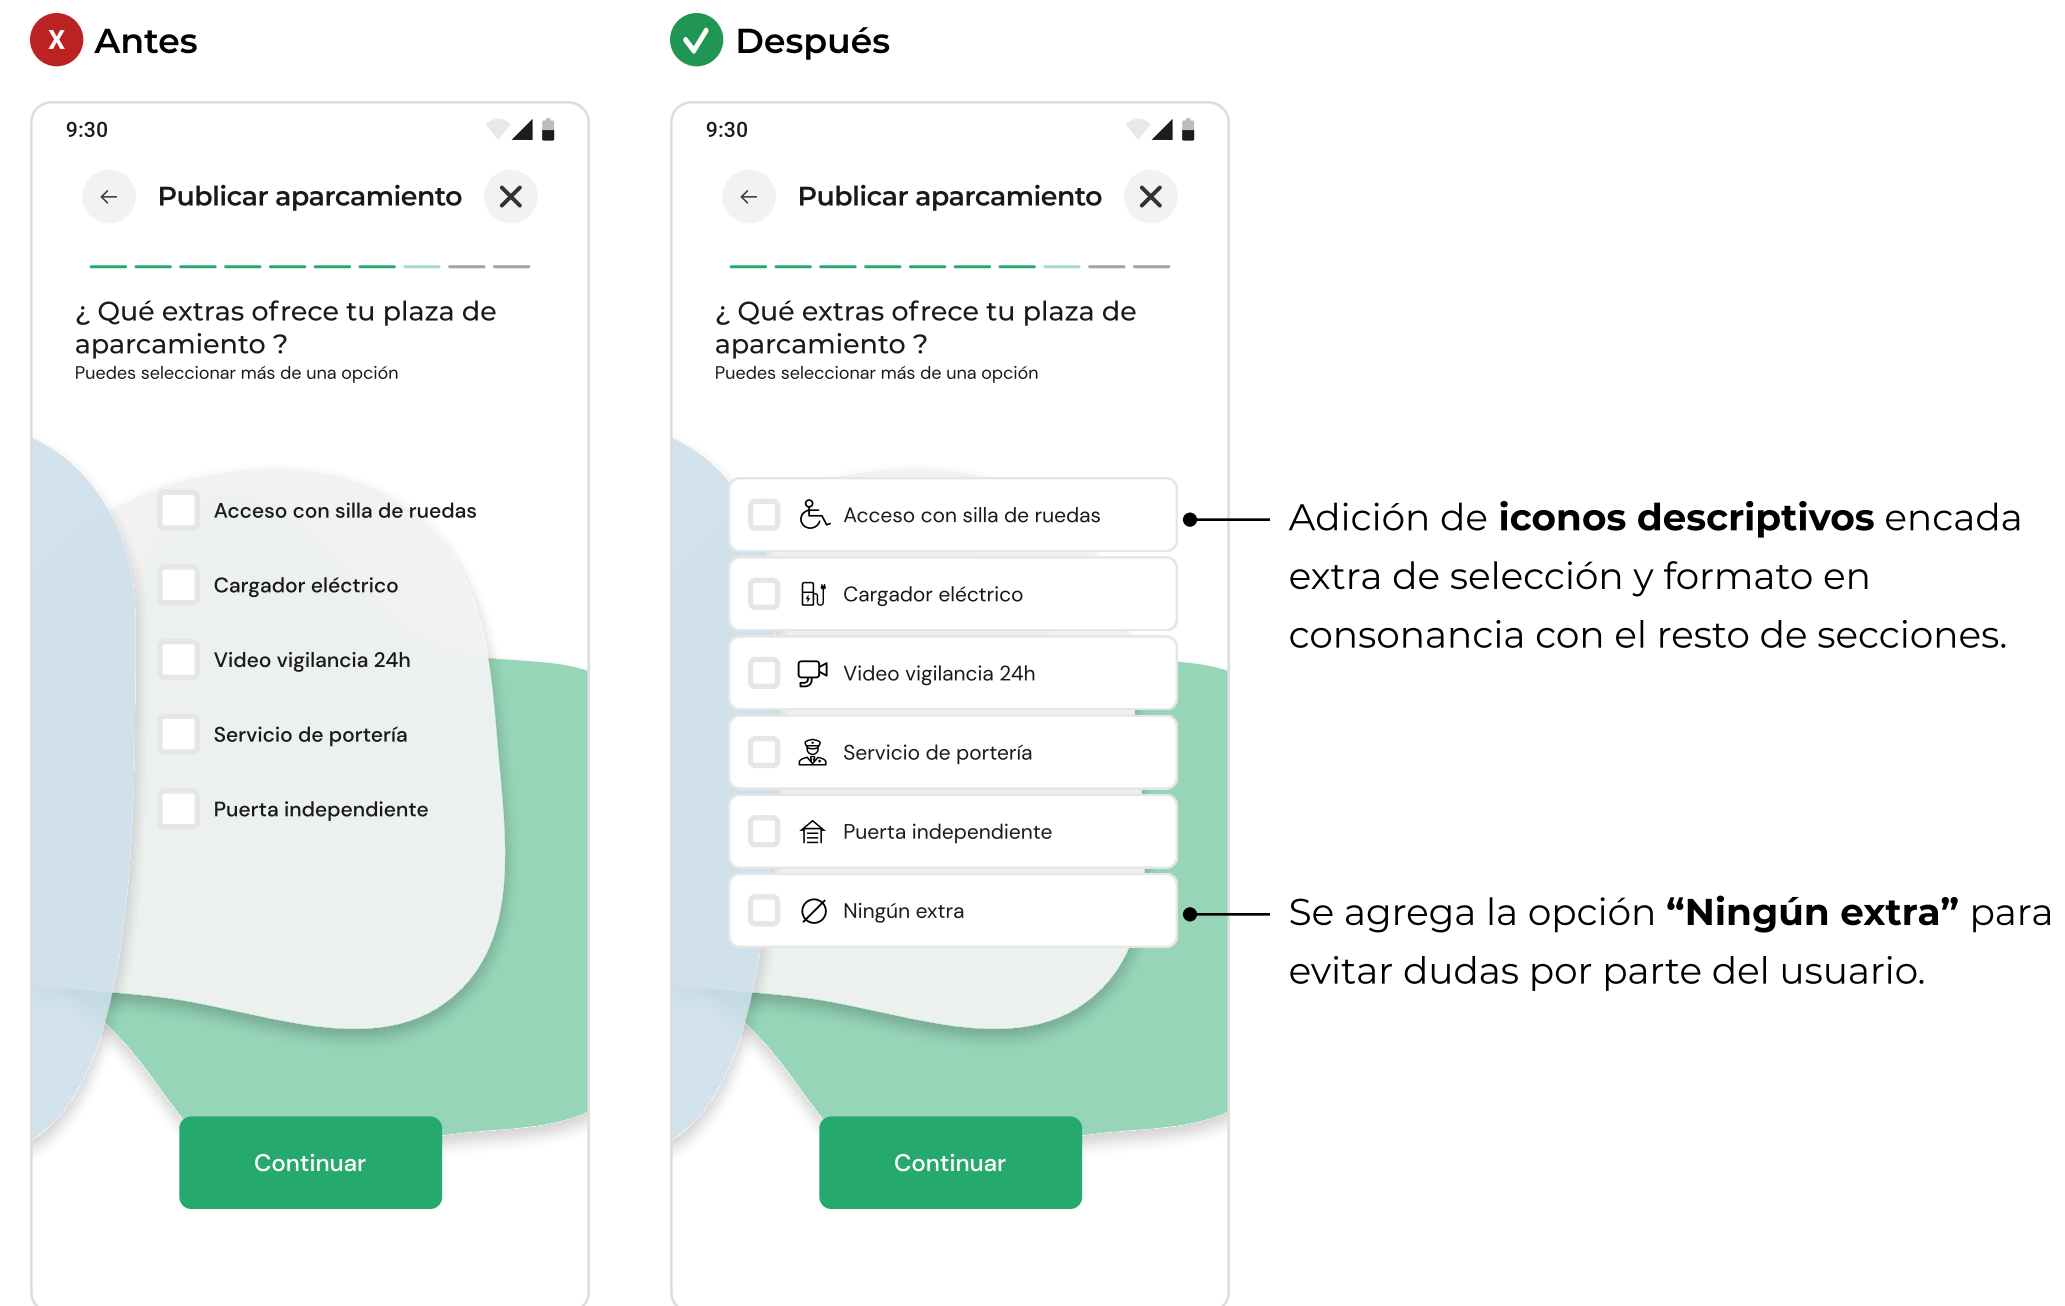 X Antes
9:30
Publicar aparcamiento
¿ Qué extras ofrece tu plaza de
aparcamiento ?
Puedes seleccionar más de una opción
Acceso con silla de ruedas
Cargador eléctrico
Video vigilancia 24h
Servicio de portería
Puerta independiente
Continuar
Después
9:30
Publicar aparcamiento
¿ Qué extras ofrece tu plaza de
aparcamiento ?
Puedes seleccionar más de una opción
Acceso con silla de ruedas
Cargador eléctrico
Video vigilancia 24h
Servicio de portería
Puerta independiente
Ningún extra
Continuar
Adición de iconos descriptivos encada
extra de selección y formato en
consonancia con el resto de secciones.
Se agrega la opción “Ningún extra” para
evitar dudas por parte del usuario.